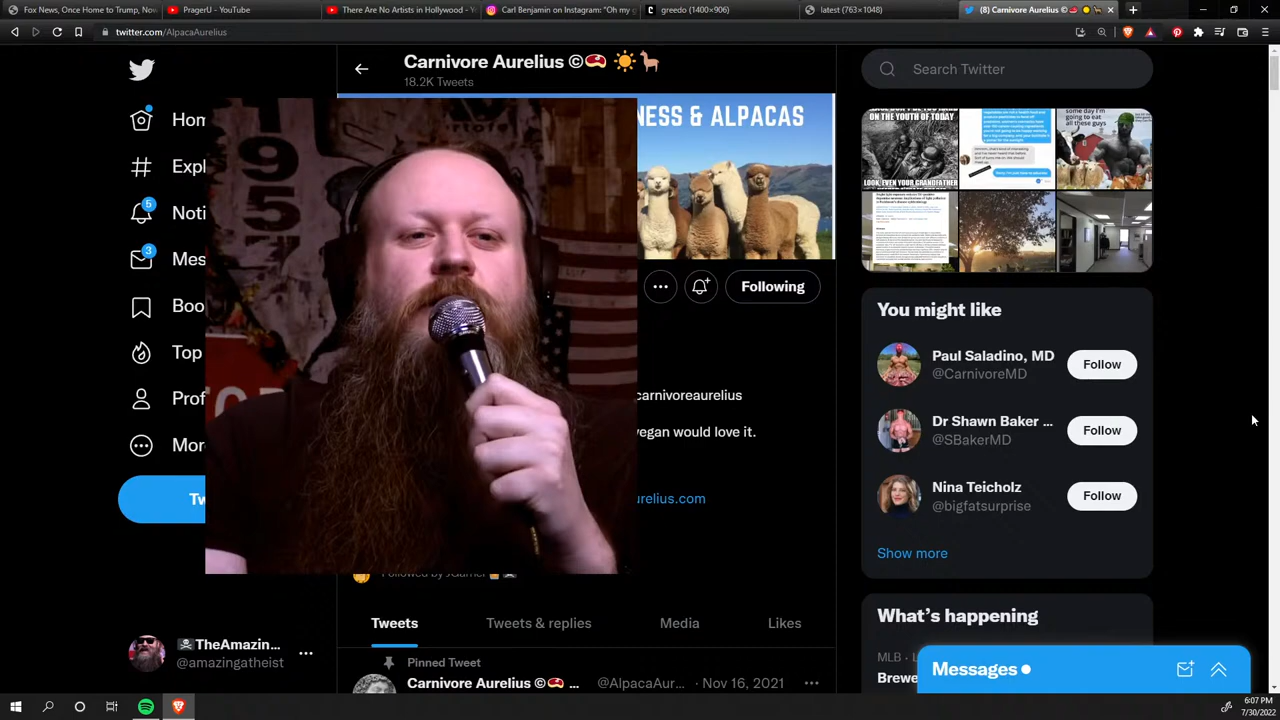 Fox News, Once Home to Trump, Now
PragerU - YouTube
There Are No Artists in Hollywood - Y
Carl Benjamin on Instagram: "Oh my g
greedo (1400×906)
latest (763×1048)
(8) Carnivore Aurelius ©
twitter.com/AlpacaAurelius
Carnivore Aurelius ©
18.2K Tweets
Search Twitter
NESS & ALPACAS
ON THE YOUTH OF TODAY
LOOK, EVEN YOUR GRANDFATHER
some day I'm
going to eat
all these guys
Hom
Expl
5
Noti
3
Mes
Boo
Top
Prof
Mor
Tw
Following
carnivoreaurelius
vegan would love it.
urelius.com
You might like
Paul Saladino, MD
@CarnivoreMD
Follow
Dr Shawn Baker ...
@SBakerMD
Follow
Nina Teicholz
@bigfatsurprise
Follow
Show more
What's happening
MLB · L
Brewe
Messages
Tweets
Tweets & replies
Media
Likes
Pinned Tweet
Carnivore Aurelius © ...
@AlpacaAur... · Nov 16, 2021
TheAmazin...
@amazingatheist
6:07 PM
7/30/2022